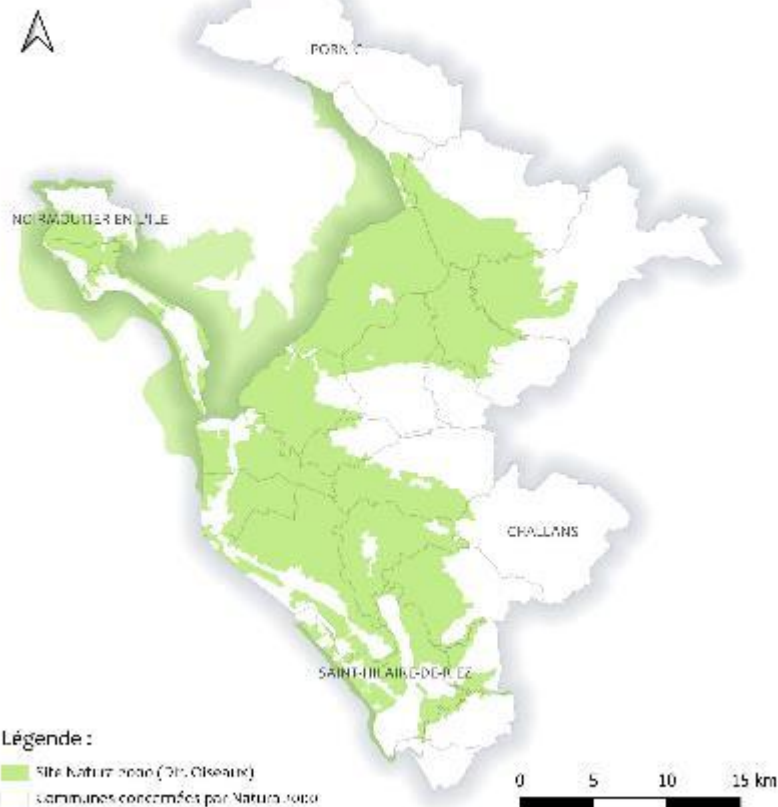 PORNIC
NOIRMOUTIER EN L'ILE
CHALLANS
SAINT-HILAIRE-DE-RIEZ
Légende :
Site Natura 2000 (Dir. Oiseaux)
Communes concernées par Natura 2000
0 5 10 15 km